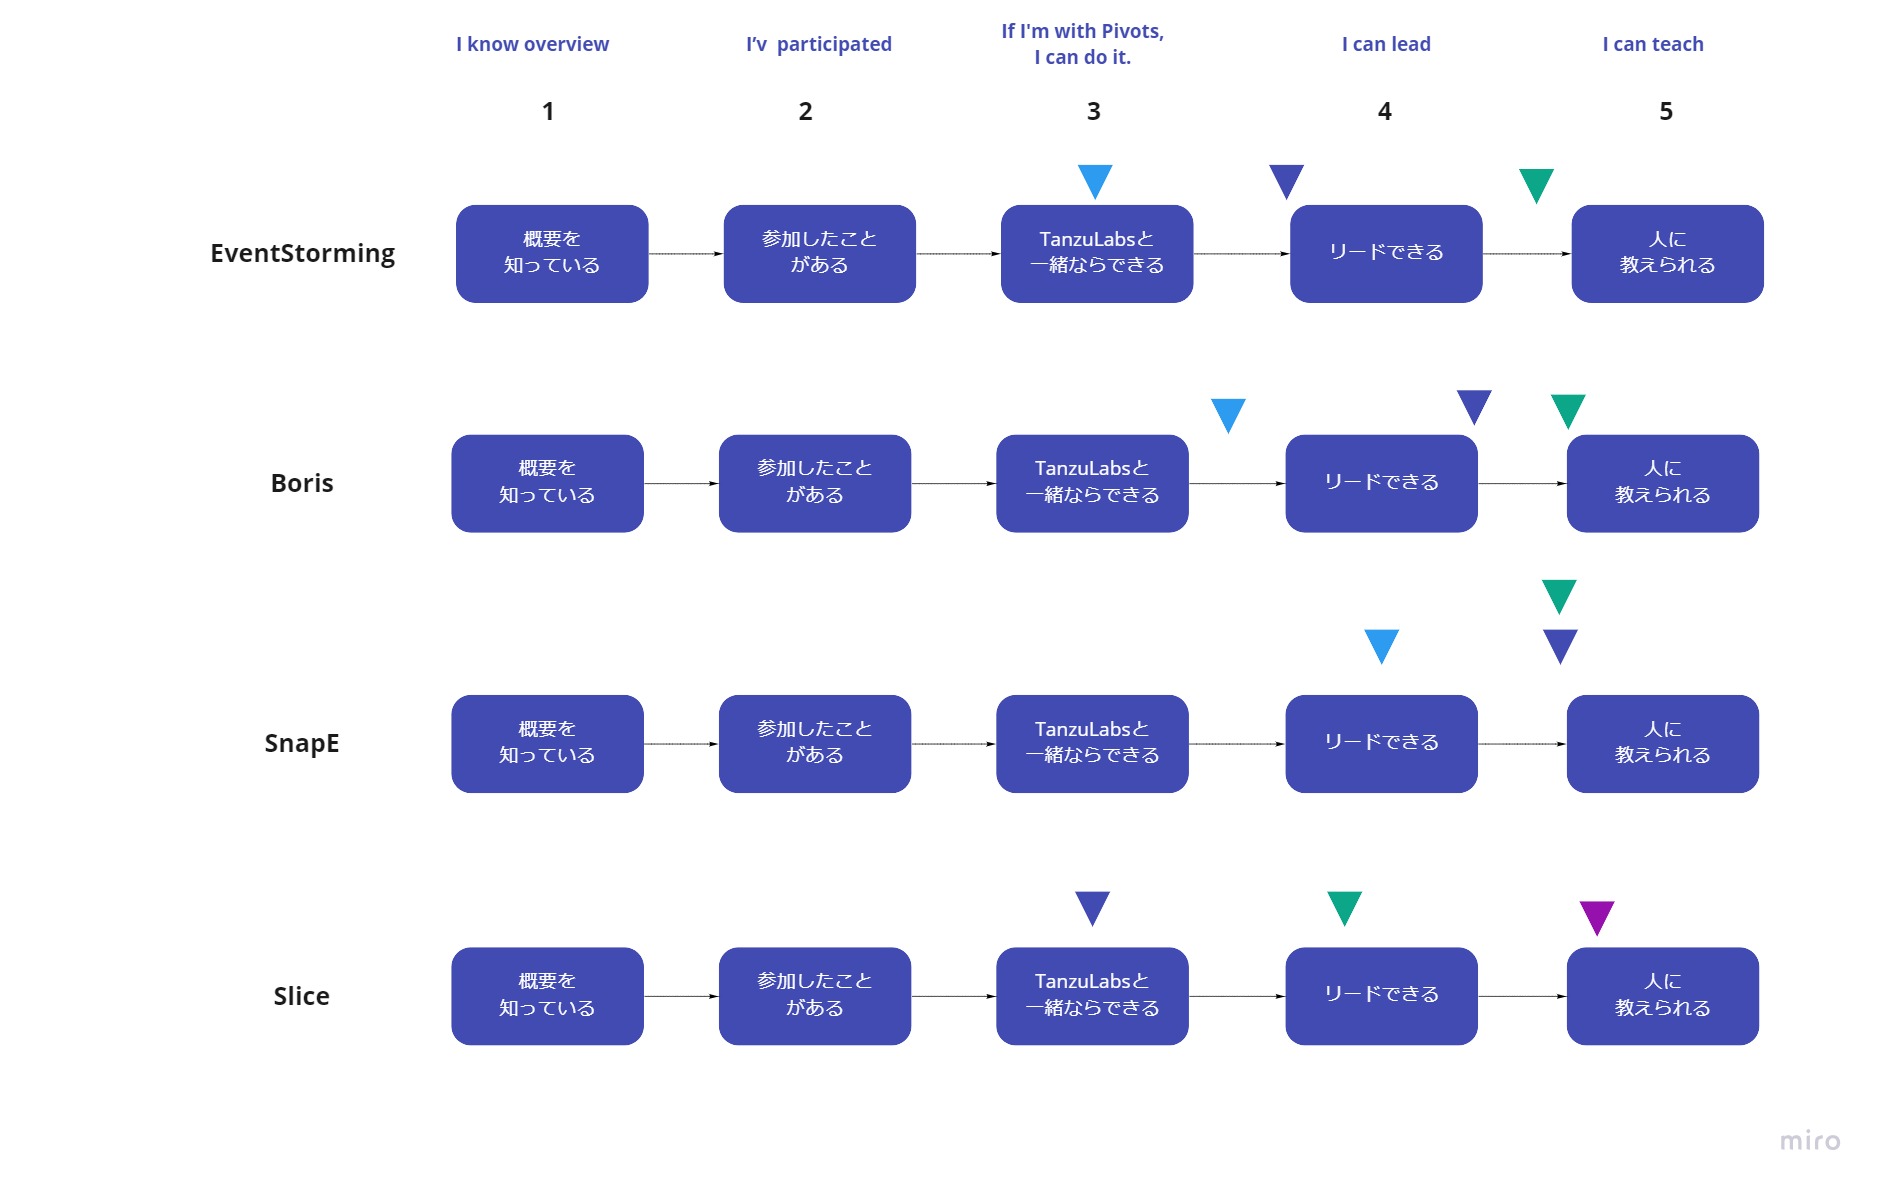 I know overview
I’v  participated
If I'm with Pivots,
I can do it.
I can lead
I can teach
1
2
3
4
5
EventStorming
概要を
知っている
参加したこと
がある
TanzuLabsと
一緒ならできる
リードできる
人に
教えられる
Boris
概要を
知っている
参加したこと
がある
TanzuLabsと
一緒ならできる
リードできる
人に
教えられる
SnapE
概要を
知っている
参加したこと
がある
TanzuLabsと
一緒ならできる
リードできる
人に
教えられる
Slice
概要を
知っている
参加したこと
がある
TanzuLabsと
一緒ならできる
リードできる
人に
教えられる
miro